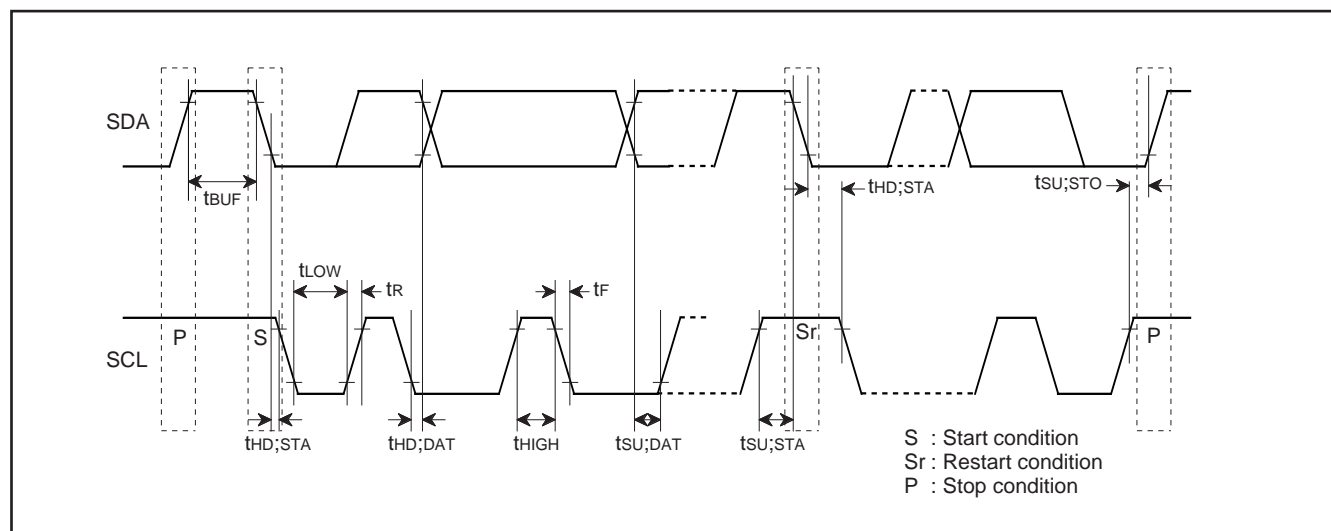 SDA
tBUF
tHD;STA
tSU;STO
tLOW
tR
tF
P
S
Sr
P
SCL
tHD;STA
tHD;DAT
tHIGH
tSU;DAT
tSU;STA
S : Start condition
Sr : Restart condition
P : Stop condition